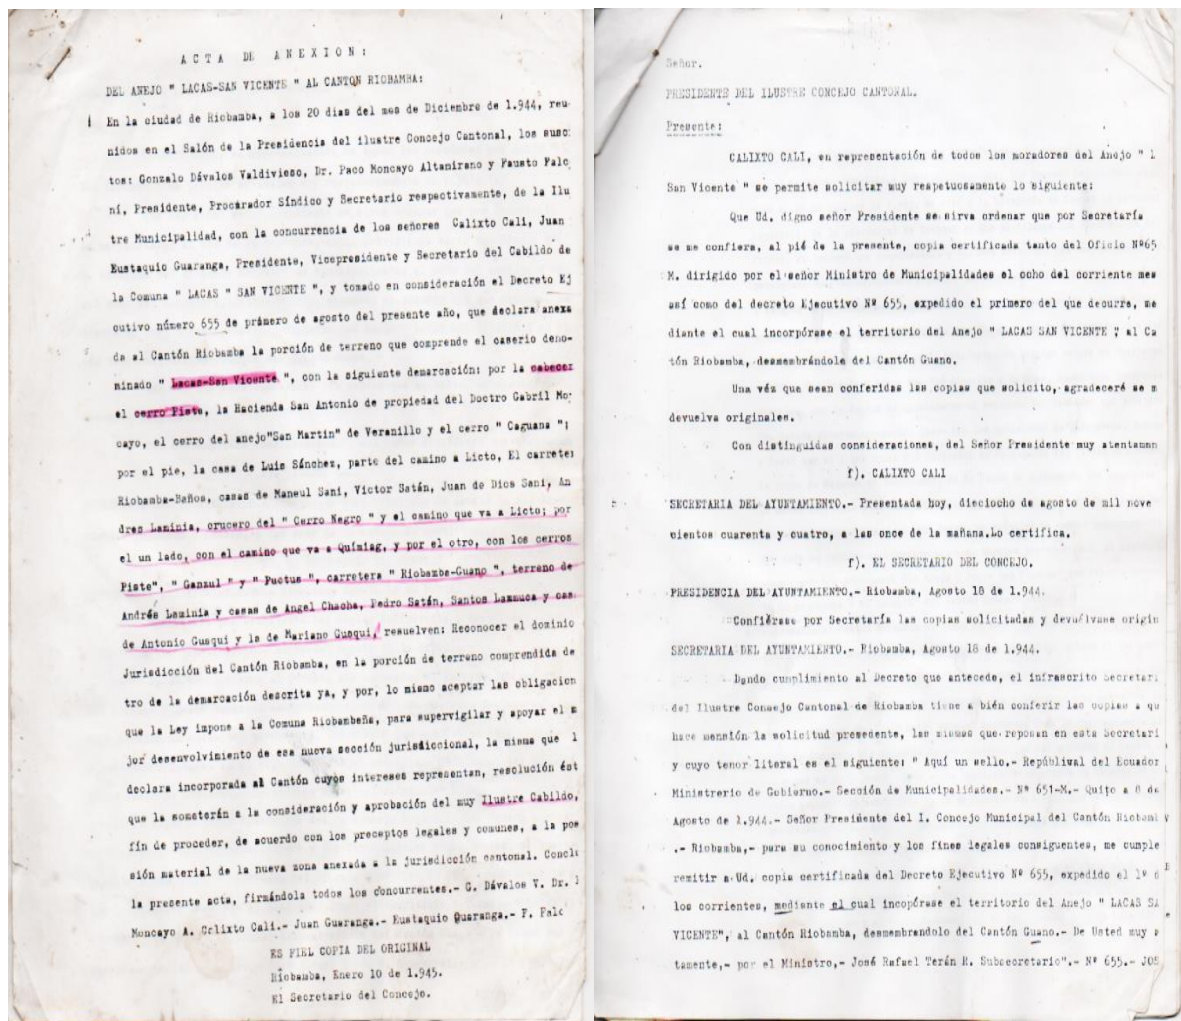 ACTA DE ANEXION:
DEL ANEJO " LACAS-SAN VICENTE " AL CANTON RIOBAMBA:
En la ciudad de Riobamba, a los 20 dias del mes de Diciembre de 1.944, reu
nidos en el Salón de la Presidencia del ilustre Concejo Cantonal, los susc
tos: Gonzalo Dávalos Valdivieso, Dr. Paco Moncayo Altamirano y Fausto Falc
ní, Presidente, Procurador Síndico y Secretario respectivamente, de la Ilu
tre Municipalidad, con la concurrencia de los señores Calixto Cali, Juan
Eustaquio Guaranga, Presidente, Vicepresidente y Secretario del Cabildo de
la Comuna " LACAS " SAN VICENTE ", y tomado en consideración el Decreto Ej
cutivo número 655 de primero de agosto del presente año, que declara anexa
da al Cantón Riobamba la porción de terreno que comprende el caserío deno-
minado " Lacas-San Vicente ", con la siguiente demarcación: por la cabecer
el cerro Piste, la Hacienda San Antonio de propiedad del Doctro Gabril Mo
cayo, el cerro del anejo"San Martin" de Veranillo y el cerro " Caguana ";
por el pie, la casa de Luis Sánchez, parte del camino a Licto, El carrete
Riobamba-Baños, casas de Maneul Sani, Victor Satán, Juan de Dios Sani, An
dres Laminia, crucero del " Cerro Negro " y el camino que va a Licto; por
el un lado, con el camino que va a Químiag, y por el otro, con los cerros
Piste", " Ganzul " y " Puctus ", carretera " Riobamba-Guano ", terreno de
Andrés Laminia y casas de Angel Chacha, Pedro Satán, Santos Laxmuca y cas
de Antonio Gusqui y la de Mariano Gusqui, resuelven: Reconocer el dominio
Jurisdicción del Cantón Riobamba, en la porción de terreno comprendida de
tro de la demarcación descrita ya, y por, lo mismo aceptar las obligacion
que la Ley impone a la Comuna Riobambeña, para supervigilar y apoyar el m
jor desenvolvimiento de esa nueva sección jurisdiccional, la misma que l
declara incorporada al Cantón cuyos intereses representan, resolución ést
que la someterán a la consideración y aprobación del muy Ilustre Cabildo,
fín de proceder, de acuerdo con los preceptos legales y comunes, a la pos
sión material de la nueva zona anexada a la jurisdicción cantonal. Concl
la presente acta, firmándola todos los concurrentes.- G. Dávalos V. Dr.
Moncayo A. Calixto Cali.- Juan Guaranga.- Eustaquio Guaranga.- F. Falc
ES FIEL COPIA DEL ORIGINAL
Riobamba, Enero 10 de 1.945.
El Secretario del Concejo.
Señor.
PRESIDENTE DEL ILUSTRE CONCEJO CANTONAL.
Presente:
CALIXTO CALI, en representación de todos los moradores del Anejo " l
San Vicente " se permite solicitar muy respetuosamente lo siguiente:
Que Ud. digno señor Presidente se sirva ordenar que por Secretaría
se me confiera, al pié de la presente, copia certificada tanto del Oficio Nº65
M. dirigido por el señor Ministro de Municipalidades el ocho del corriente mes
así como del decreto Ejecutivo Nº 655, expedido el primero del que decurre, me
diante el cual incorpórase el territorio del Anejo " LACAS SAN VICENTE " al Ca
tón Riobamba, desmembrándole del Cantón Guano.
Una véz que sean conferidas las copias que solicito, agradeceré se m
devuelva originales.
Con distinguidas consideraciones, del Señor Presidente muy atentamen
f). CALIXTO CALI
SECRETARIA DEL AYUNTAMIENTO.- Presentada hoy, dieciocho de agosto de mil nove
cientos cuarenta y cuatro, a las once de la mañana.Lo certifica.
f). EL SECRETARIO DEL CONCEJO.
PRESIDENCIA DEL AYUNTAMIENTO.- Riobamba, Agosto 18 de 1.944.
Confiérase por Secretaría las copias solicitadas y devuélvase origin
SECRETARIA DEL AYUNTAMIENTO.- Riobamba, Agosto 18 de 1.944.
Dando cumplimiento al Decreto que antecede, el infrascrito Secretari
del Ilustre Consejo Cantonal de Riobamba tiene a bién conferir las copias a qu
hace mensión la solicitud presedente, las mismas que reposan en esta Secretari
y cuyo tenor literal es el siguiente: " Aquí un sello.- Repúbliwal del Ecuador
Ministrerio de Gobierno.- Sección de Municipalidades.- Nº 651-M.- Quito a 8 de
Agosto de 1.944.- Señor Presidente del I. Concejo Municipal del Cantón Riobamb
.- Riobamba,- para su conocimiento y los fines legales consiguentes, me cumple
remitir a Ud. copia certificada del Decreto Ejecutivo Nº 655, expedido el 1º d
los corrientes, mediante el cual incopórase el territorio del Anejo " LACAS SA
VICENTE", al Cantón Riobamba, desmembrandolo del Cantón Guano.- De Usted muy a
tamente,- por el Ministro,- José Rafael Terán R. Subsecretario".- Nº 655.- JOS